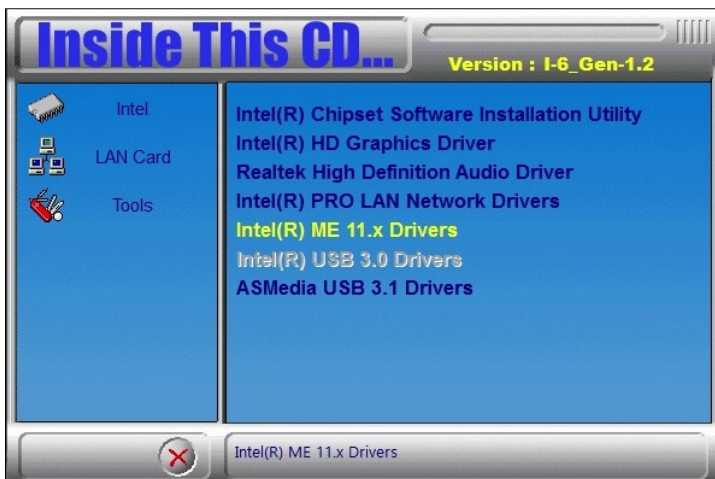 Inside This CD...
Version : I-6_Gen-1.2
Intel
LAN Card
Tools
Intel(R) Chipset Software Installation Utility
Intel(R) HD Graphics Driver
Realtek High Definition Audio Driver
Intel(R) PRO LAN Network Drivers
Intel(R) ME 11.x Drivers
Intel(R) USB 3.0 Drivers
ASMedia USB 3.1 Drivers
Intel(R) ME 11.x Drivers